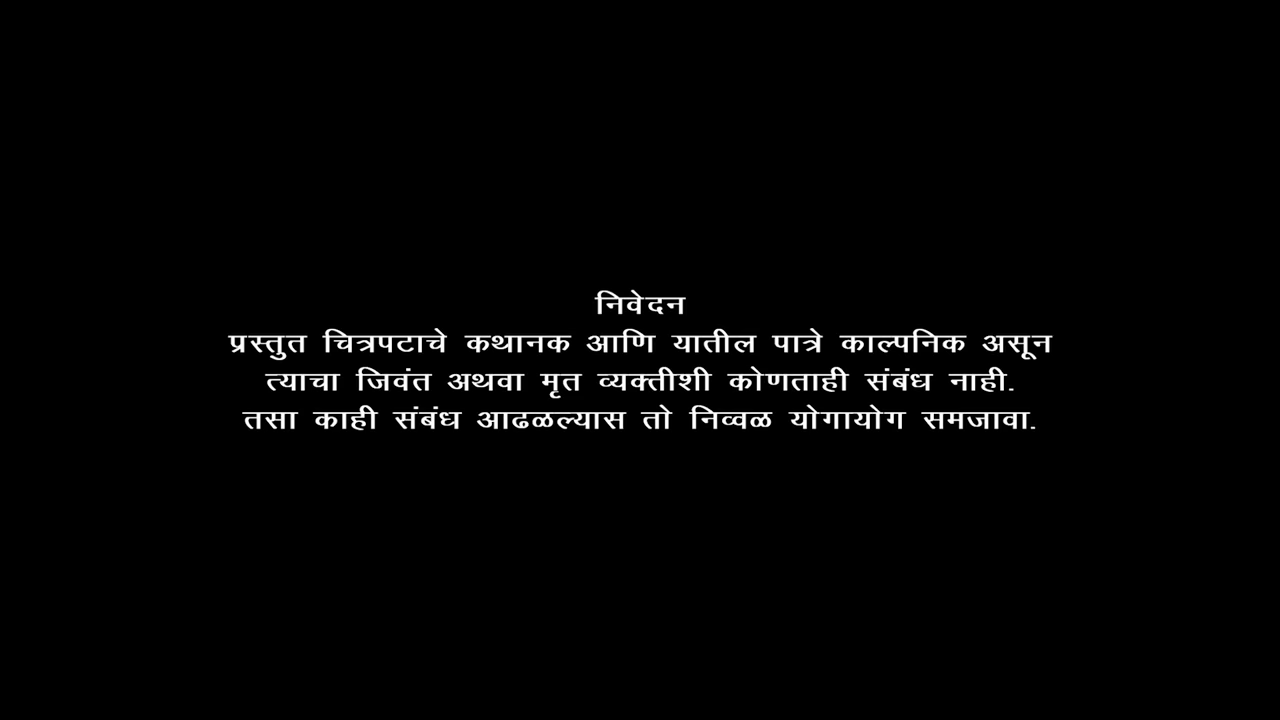 निवेदन
प्रस्तुत चित्रपटाचे कथानक आणि यातील पात्रे काल्पनिक असून
त्याचा जिवंत अथवा मृत व्यक्तीशी कोणताही संबंध नाही.
तसा काही संबंध आढळल्यास तो निव्वळ योगायोग समजावा.